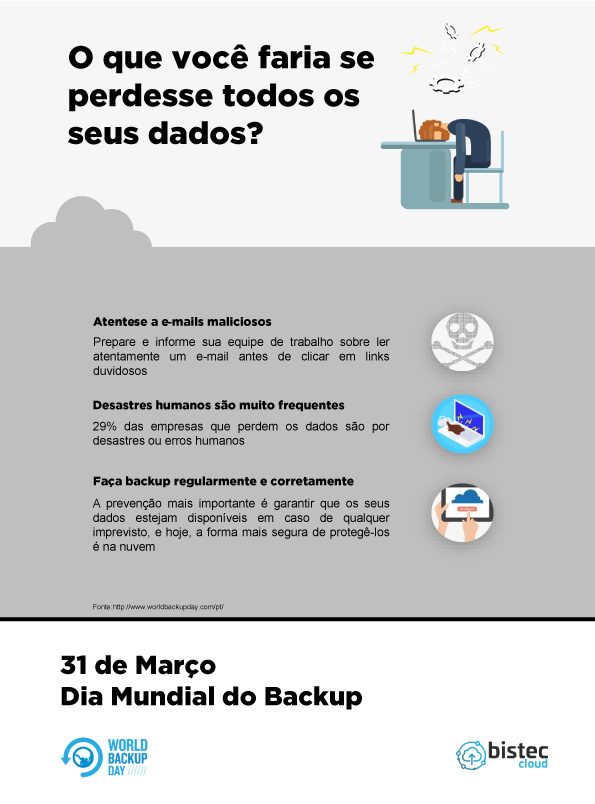 O que você faria se
perdesse todos os
seus dados?
Atentese a e-mails maliciosos
Prepare e informe sua equipe de trabalho sobre ler
atentamente um e-mail antes de clicar em links
duvidosos
Desastres humanos são muito frequentes
29% das empresas que perdem os dados são por
desastres ou erros humanos
Faça backup regularmente e corretamente
A prevenção mais importante é garantir que os seus
dados estejam disponíveis em caso de qualquer
imprevisto, e hoje, a forma mais segura de protegê-los
é na nuvem
Fonte: http://www.worldbackupday.com/pt/
31 de Março
Dia Mundial do Backup
WORLD
BACKUP
DAY //////
bistec
cloud